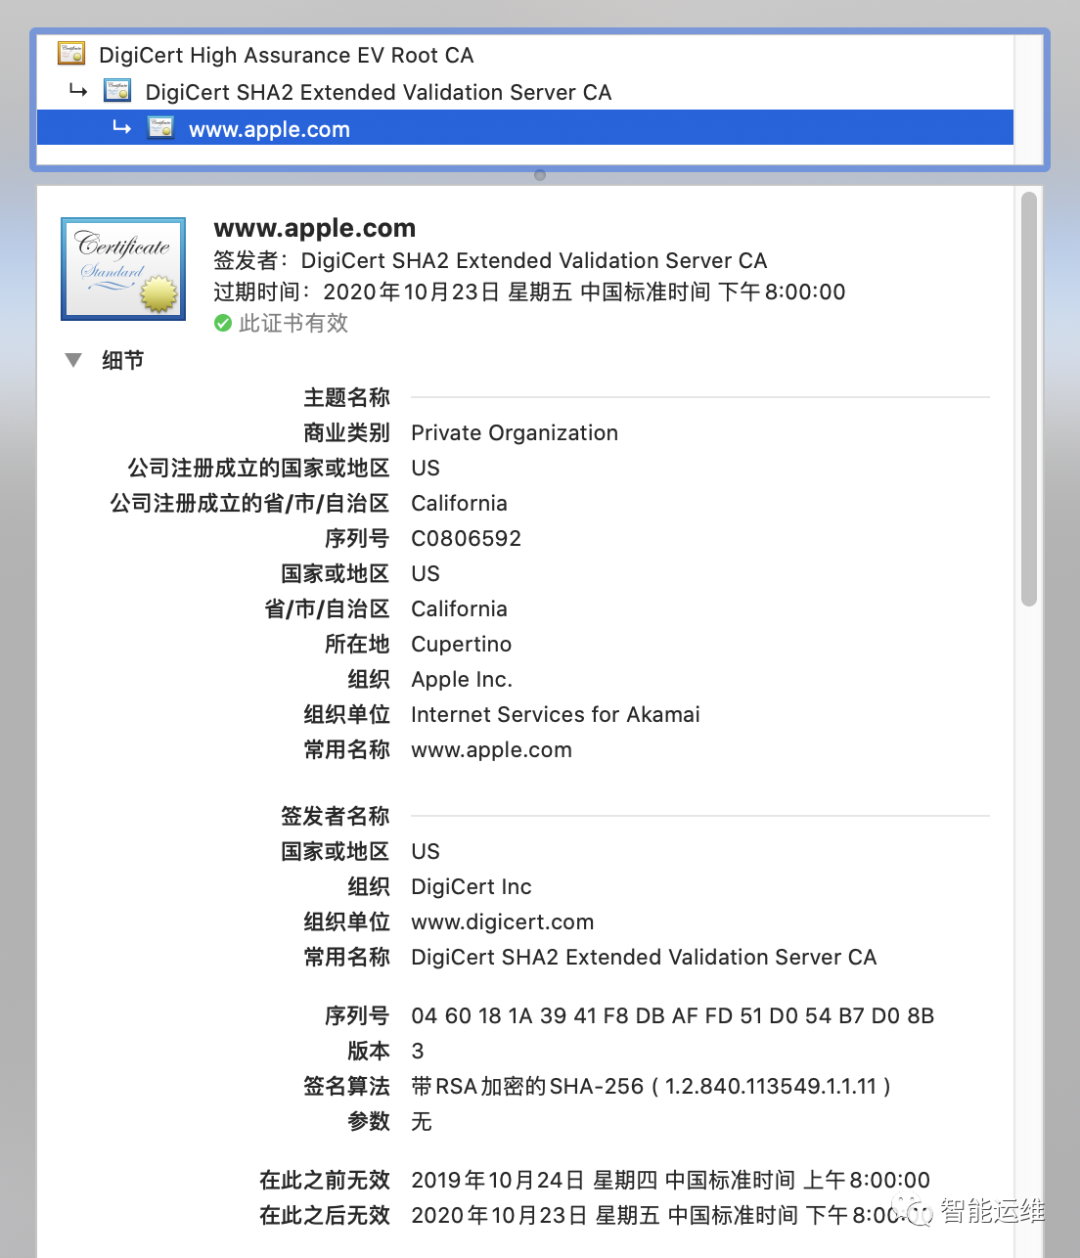 DigiCert High Assurance EV Root CA
DigiCert SHA2 Extended Validation Server CA
www.apple.com
Certificate
Standard
www.apple.com
签发者：DigiCert SHA2 Extended Validation Server CA
过期时间：2020年10月23日 星期五 中国标准时间 下午8:00:00
此证书有效
细节
主题名称
商业类别 Private Organization
公司注册成立的国家或地区 US
公司注册成立的省/市/自治区 California
序列号 C0806592
国家或地区 US
省/市/自治区 California
所在地 Cupertino
组织 Apple Inc.
组织单位 Internet Services for Akamai
常用名称 www.apple.com
签发者名称
国家或地区 US
组织 DigiCert Inc
组织单位 www.digicert.com
常用名称 DigiCert SHA2 Extended Validation Server CA
序列号 04 60 18 1A 39 41 F8 DB AF FD 51 D0 54 B7 D0 8B
版本 3
签名算法 带RSA加密的SHA-256 ( 1.2.840.113549.1.1.11 )
参数 无
在此之前无效 2019年10月24日 星期四 中国标准时间 上午8:00:00
在此之后无效 2020年10月23日 星期五 中国标准时间 下午8:00:00
智能运维